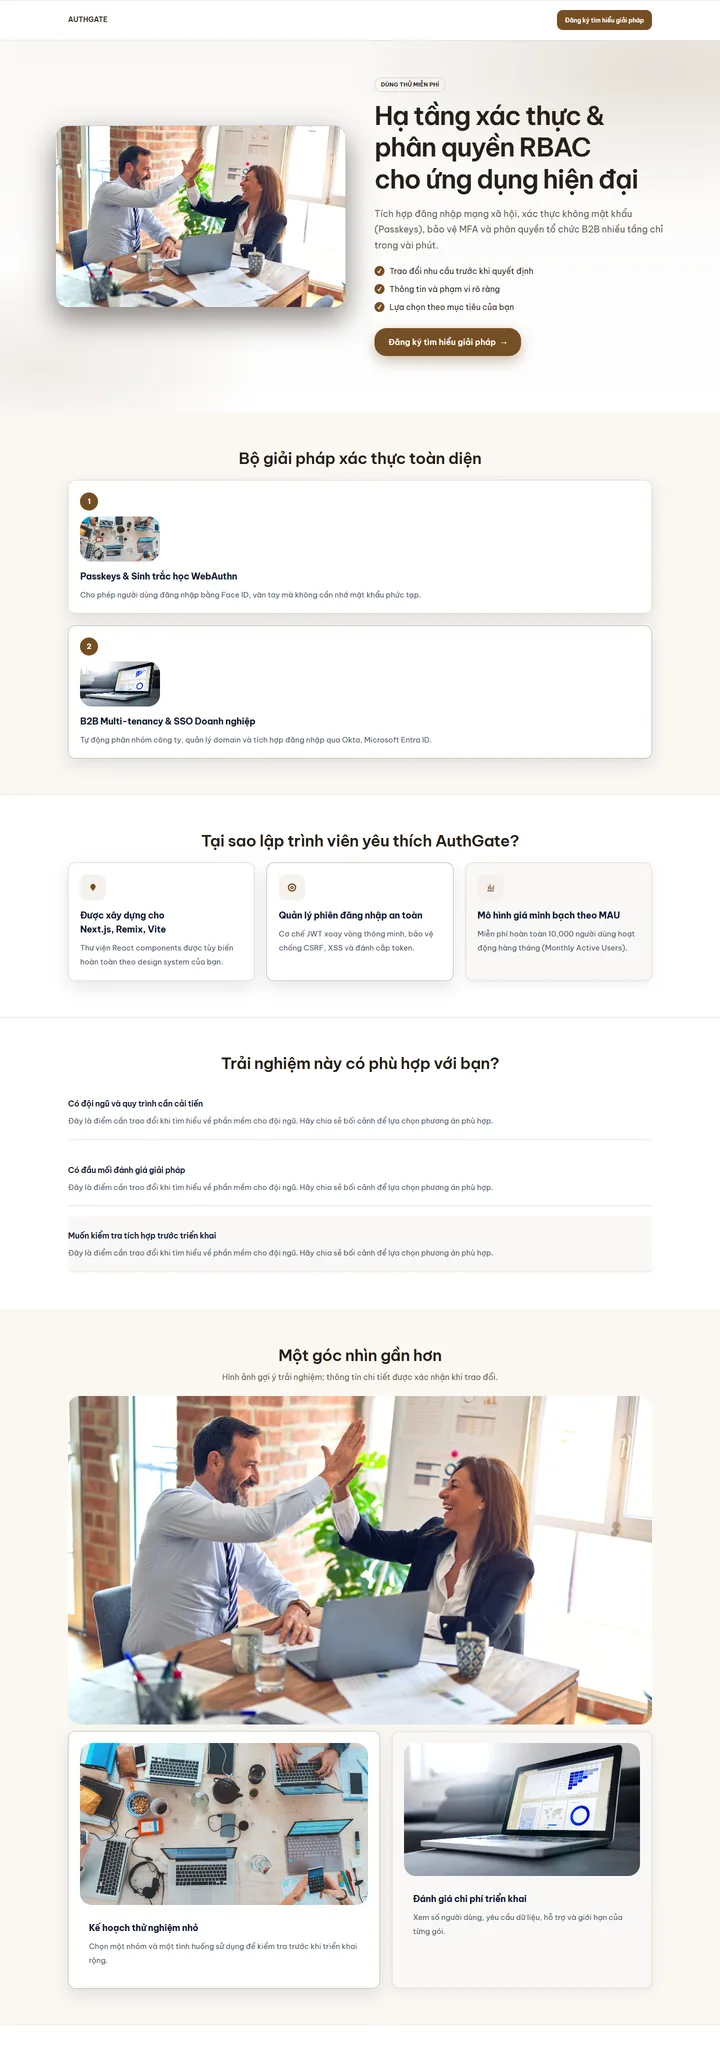 AUTHGATE
Đăng ký tìm hiểu giải pháp
DÙNG THỬ MIỄN PHÍ
Hạ tầng xác thực &
phân quyền RBAC
cho ứng dụng hiện đại
Tích hợp đăng nhập mạng xã hội, xác thực không mật khẩu
(Passkeys), bảo vệ MFA và phân quyền tổ chức B2B nhiều tầng chỉ
trong vài phút.
Trao đổi nhu cầu trước khi quyết định
Thông tin và phạm vi rõ ràng
Lựa chọn theo mục tiêu của bạn
Đăng ký tìm hiểu giải pháp →
Bộ giải pháp xác thực toàn diện
1
Passkeys & Sinh trắc học WebAuthn
Cho phép người dùng đăng nhập bằng Face ID, vân tay mà không cần nhớ mật khẩu phức tạp.
2
B2B Multi-tenancy & SSO Doanh nghiệp
Tự động phân nhóm công ty, quản lý domain và tích hợp đăng nhập qua Okta, Microsoft Entra ID.
Tại sao lập trình viên yêu thích AuthGate?
Được xây dựng cho
Next.js, Remix, Vite
Thư viện React components được tùy biến
hoàn toàn theo design system của bạn.
Quản lý phiên đăng nhập an toàn
Cơ chế JWT xoay vòng thông minh, bảo vệ
chống CSRF, XSS và đánh cắp token.
Mô hình giá minh bạch theo MAU
Miễn phí hoàn toàn 10,000 người dùng hoạt
động hàng tháng (Monthly Active Users).
Trải nghiệm này có phù hợp với bạn?
Có đội ngũ và quy trình cần cải tiến
Đây là điểm cần trao đổi khi tìm hiểu về phần mềm cho đội ngũ. Hãy chia sẻ bối cảnh để lựa chọn phương án phù hợp.
Có đầu mối đánh giá giải pháp
Đây là điểm cần trao đổi khi tìm hiểu về phần mềm cho đội ngũ. Hãy chia sẻ bối cảnh để lựa chọn phương án phù hợp.
Muốn kiểm tra tích hợp trước triển khai
Đây là điểm cần trao đổi khi tìm hiểu về phần mềm cho đội ngũ. Hãy chia sẻ bối cảnh để lựa chọn phương án phù hợp.
Một góc nhìn gần hơn
Hình ảnh gợi ý trải nghiệm; thông tin chi tiết được xác nhận khi trao đổi.
Kế hoạch thử nghiệm nhỏ
Chọn một nhóm và một tình huống sử dụng để kiểm tra trước khi triển khai
rộng.
Đánh giá chi phí triển khai
Xem số người dùng, yêu cầu dữ liệu, hỗ trợ và giới hạn của
từng gói.